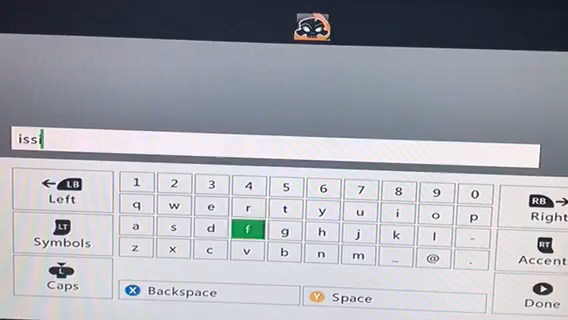 issi
LB
Left
LT
Symbols
L
Caps
1 2 3 4 5 6 7 8 9 0
q w e r t y u i o p
a s d f g h j k l -
z x c v b n m _ @ .
X Backspace
Y Space
RB
Right
RT
Accent
Done